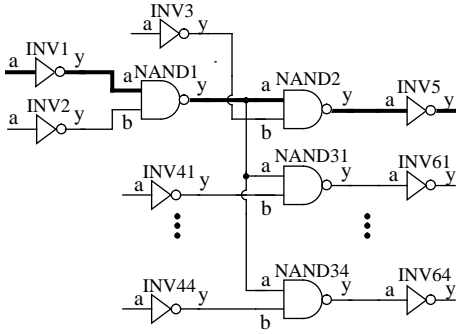 INV3
a y
INV1
a y
a NAND1 y
b
INV2
a y
a NAND2 y
b
INV5
a y
INV41
a y
a NAND31 y
b
INV61
a y
INV44
a y
a NAND34 y
b
INV64
a y